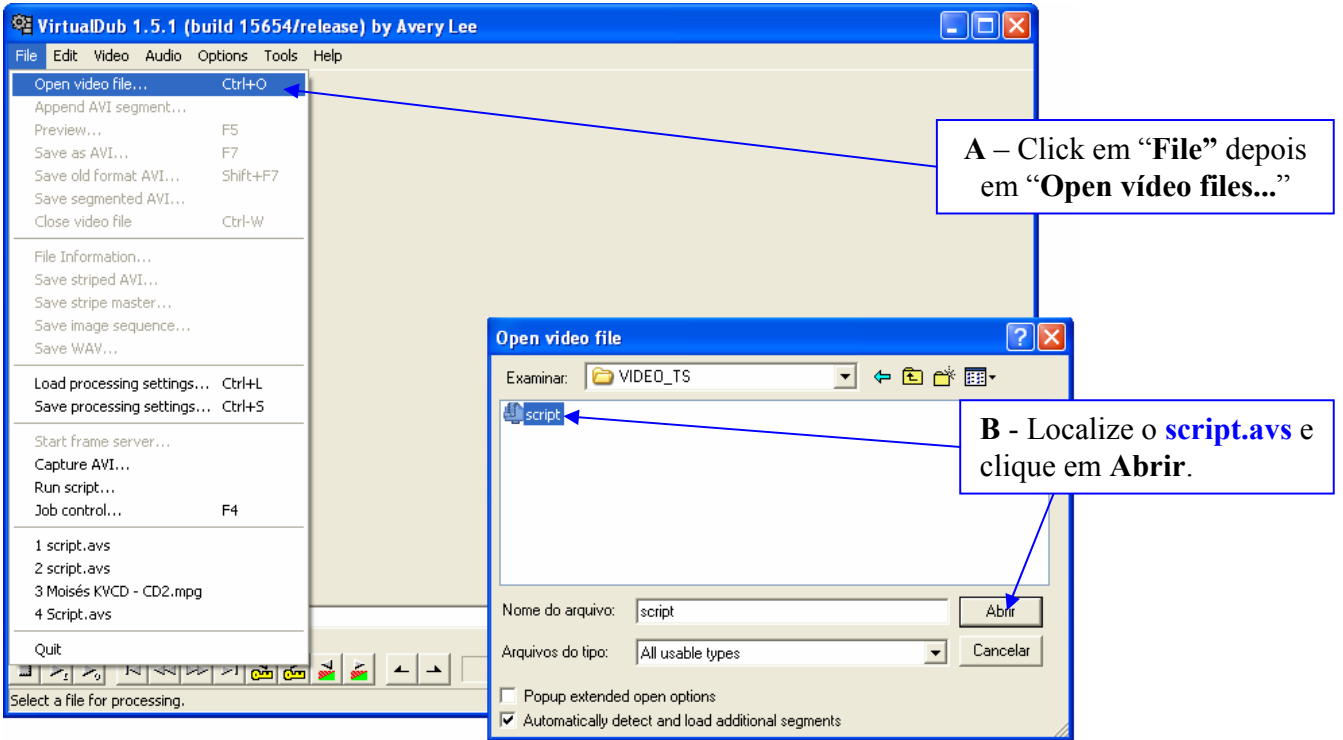 VirtualDub 1.5.1 (build 15654/release) by Avery Lee
File Edit Video Audio Options Tools Help
Open video file... Ctrl+O
Append AVI segment...
Preview... F5
Save as AVI... F7
Save old format AVI... Shift+F7
Save segmented AVI...
Close video file Ctrl-W
File Information...
Save striped AVI...
Save stripe master...
Save image sequence...
Save WAV...
Load processing settings... Ctrl+L
Save processing settings... Ctrl+S
Start frame server...
Capture AVI...
Run script...
Job control... F4
1 script.avs
2 script.avs
3 Moisés KVCD - CD2.mpg
4 Script.avs
Quit
Select a file for processing.
A – Click em “File” depois
em “Open vídeo files...”
Open video file
Examinar: VIDEO_TS
script
B - Localize o script.avs e
clique em Abrir.
Nome do arquivo: script Abrir
Arquivos do tipo: All usable types Cancelar
Popup extended open options
Automatically detect and load additional segments